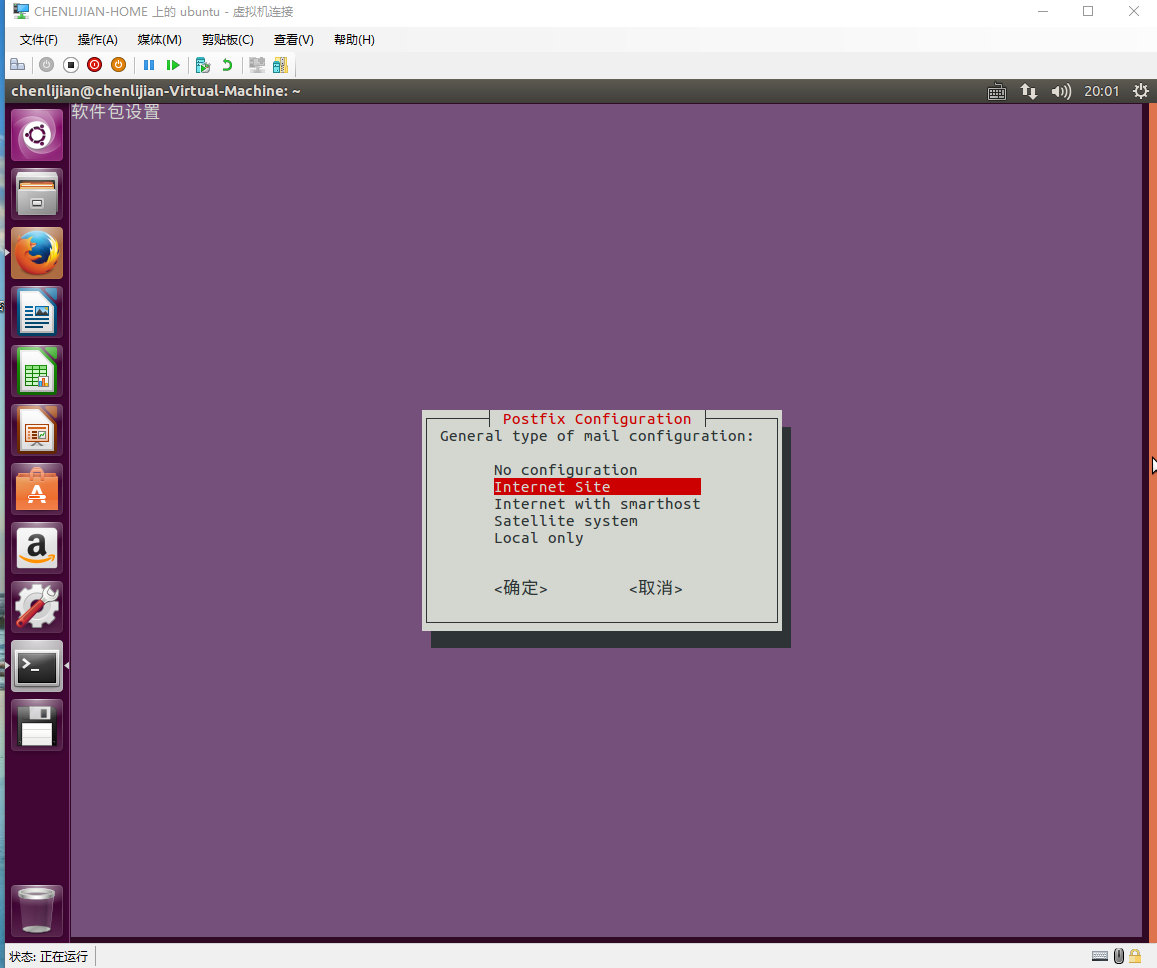 CHENLIJIAN-HOME 上的 ubuntu - 虚拟机连接
文件(F) 操作(A) 媒体(M) 剪贴板(C) 查看(V) 帮助(H)
chenlijian@chenlijian-Virtual-Machine: ~ 20:01
软件包设置
Postfix Configuration
General type of mail configuration:
No configuration
Internet Site
Internet with smarthost
Satellite system
Local only
<确定> <取消>
状态: 正在运行